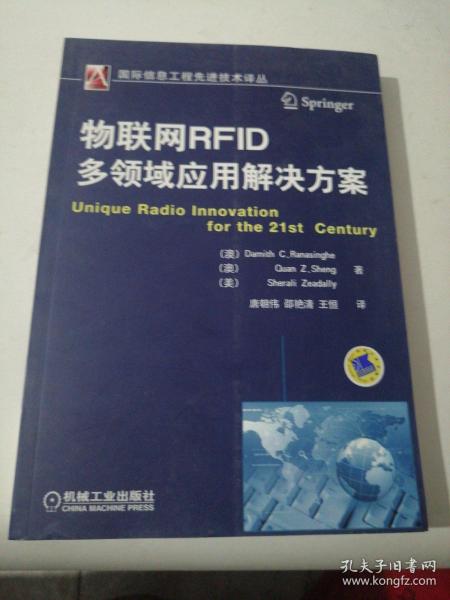 国际信息工程先进技术译丛
Springer
物联网RFID
多领域应用解决方案
Unique Radio Innovation
for the 21st Century
(澳) Damith C. Ranasinghe
(澳) Quan Z. Sheng 著
(美) Sherali Zeadally
唐朝伟 邵艳清 王恒 译
机械工业出版社
CHINA MACHINE PRESS
孔夫子旧书网
www.kongfz.com